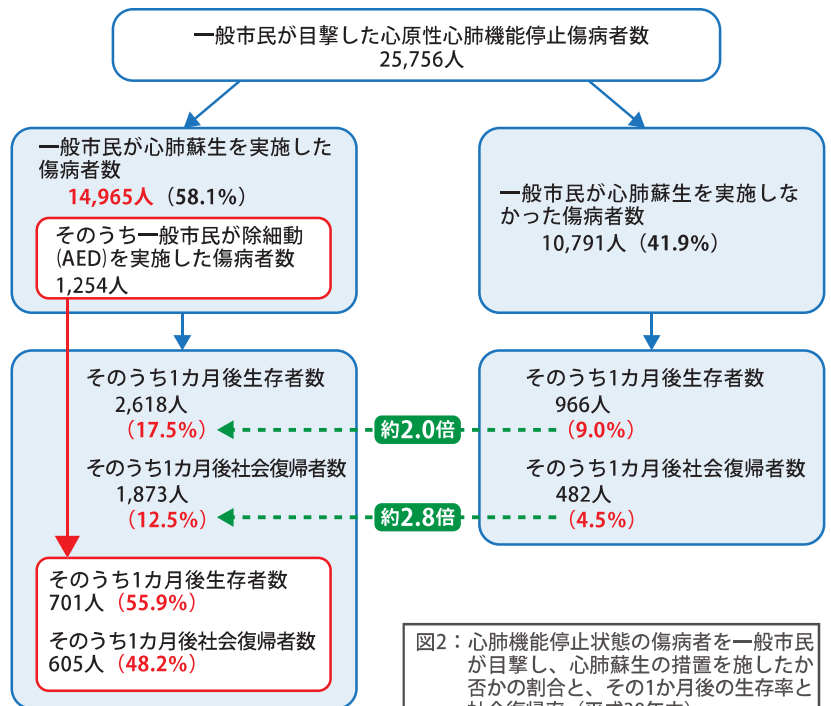 一般市民が目撃した心原性心肺機能停止傷病者数
25,756人
一般市民が心肺蘇生を実施した
傷病者数
14,965人（58.1%）
そのうち一般市民が除細動
(AED)を実施した傷病者数
1,254人
一般市民が心肺蘇生を実施しな
かった傷病者数
10,791人（41.9%）
そのうち1カ月後生存者数
2,618人
（17.5%）
約2.0倍
そのうち1カ月後社会復帰者数
1,873人
（12.5%）
約2.8倍
そのうち1カ月後生存者数
966人
（9.0%）
そのうち1カ月後社会復帰者数
482人
（4.5%）
そのうち1カ月後生存者数
701人（55.9%）
そのうち1カ月後社会復帰者数
605人（48.2%）
図2：心肺機能停止状態の傷病者を一般市民
が目撃し、心肺蘇生の措置を施したか
否かの割合と、その1か月後の生存率と